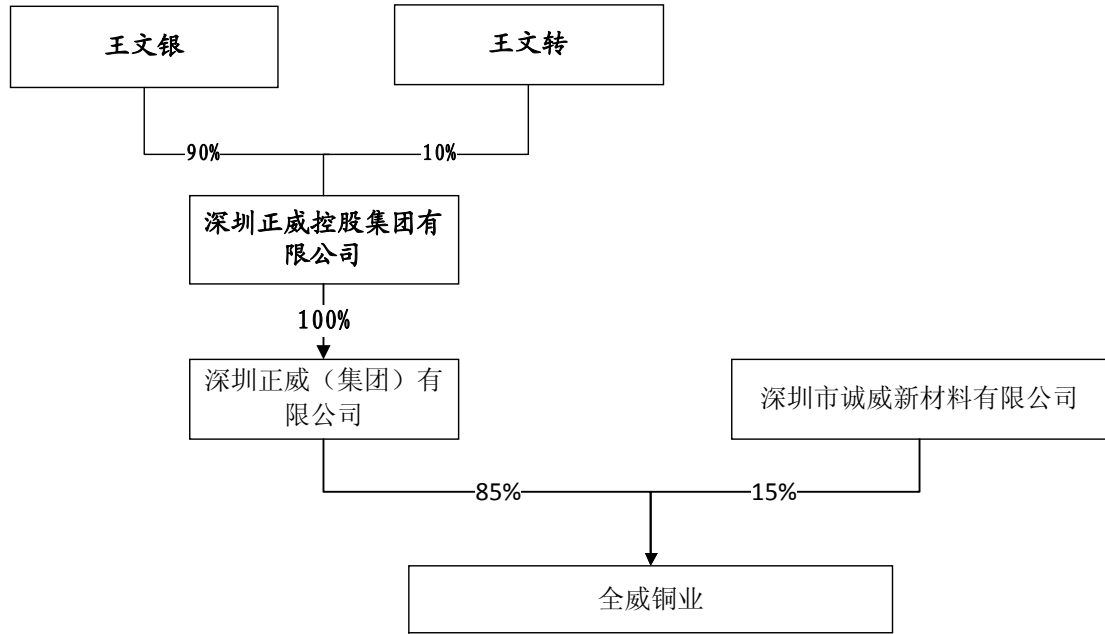 王文银
王文转
90%
10%
深圳正威控股集团有
限公司
100%
深圳正威（集团）有
限公司
深圳市诚威新材料有限公司
85%
15%
全威铜业